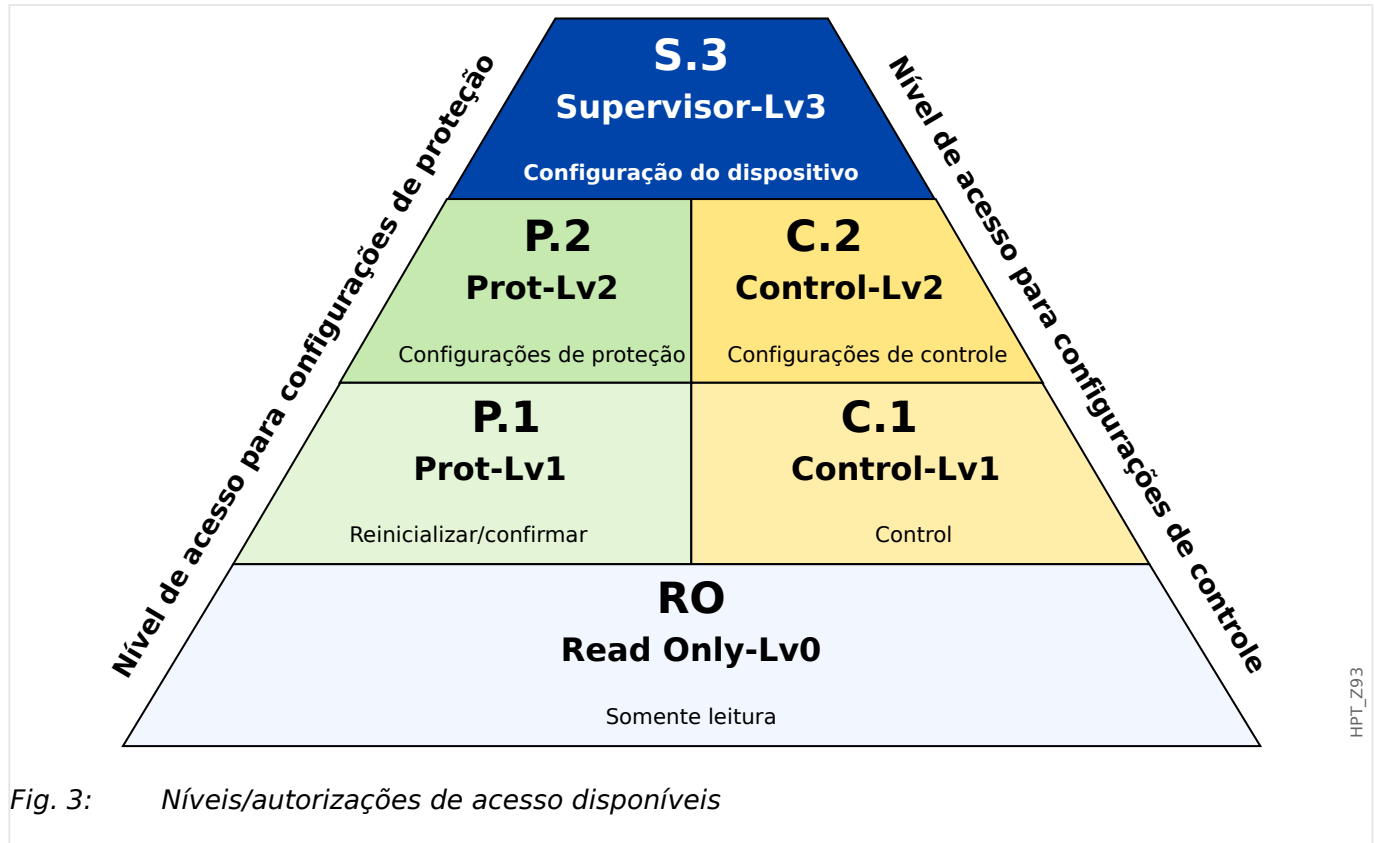 S.3
Supervisor-Lv3
Configuração do dispositivo
Nível de acesso para configurações de proteção
Nível de acesso para configurações de controle
P.2
Prot-Lv2
Configurações de proteção
C.2
Control-Lv2
Configurações de controle
P.1
Prot-Lv1
Reinicializar/confirmar
C.1
Control-Lv1
Control
RO
Read Only-Lv0
Somente leitura
HPT_Z93
Fig. 3: Níveis/autorizações de acesso disponíveis